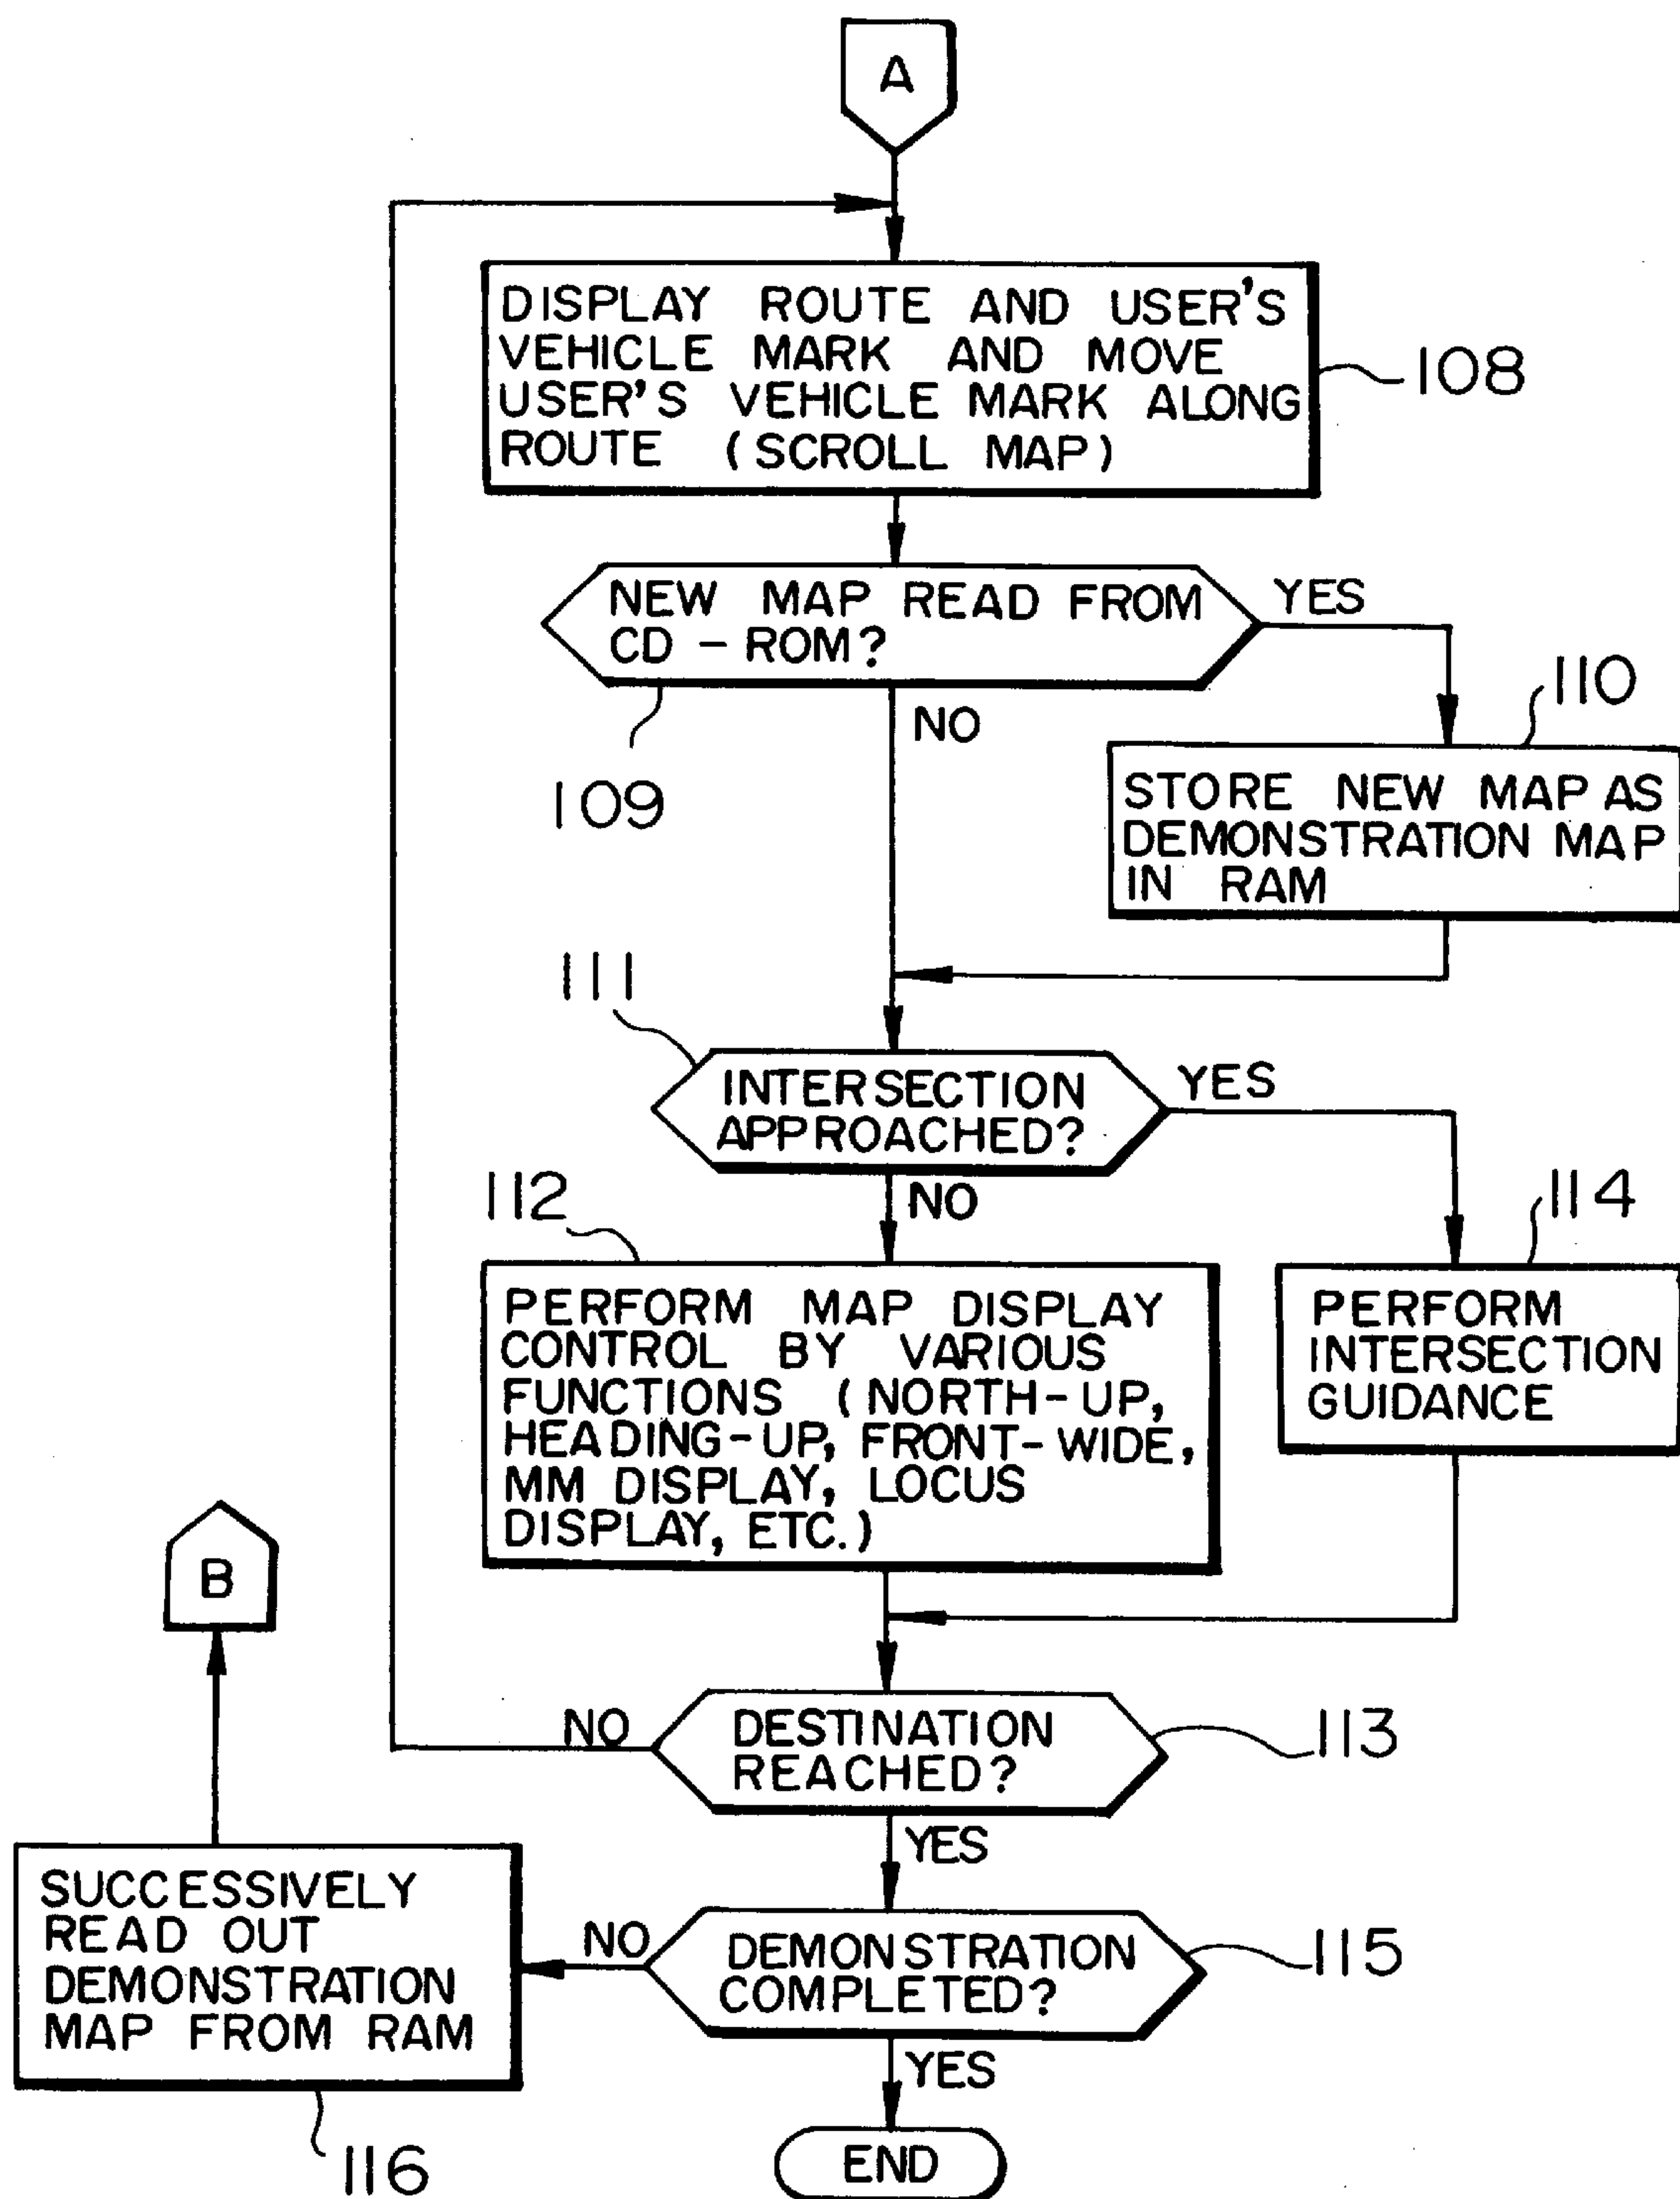 A
DISPLAY ROUTE AND USER'S
VEHICLE MARK AND MOVE
USER'S VEHICLE MARK ALONG
ROUTE (SCROLL MAP)
108
NEW MAP READ FROM
CD-ROM?
YES
NO
109
110
STORE NEW MAP AS
DEMONSTRATION MAP
IN RAM
111
INTERSECTION
APPROACHED?
YES
NO
112
PERFORM MAP DISPLAY
CONTROL BY VARIOUS
FUNCTIONS (NORTH-UP,
HEADING-UP, FRONT-WIDE,
MM DISPLAY, LOCUS
DISPLAY, ETC.)
114
PERFORM
INTERSECTION
GUIDANCE
B
NO
DESTINATION
REACHED?
113
YES
SUCCESSIVELY
READ OUT
DEMONSTRATION
MAP FROM RAM
116
NO
DEMONSTRATION
COMPLETED?
115
YES
END